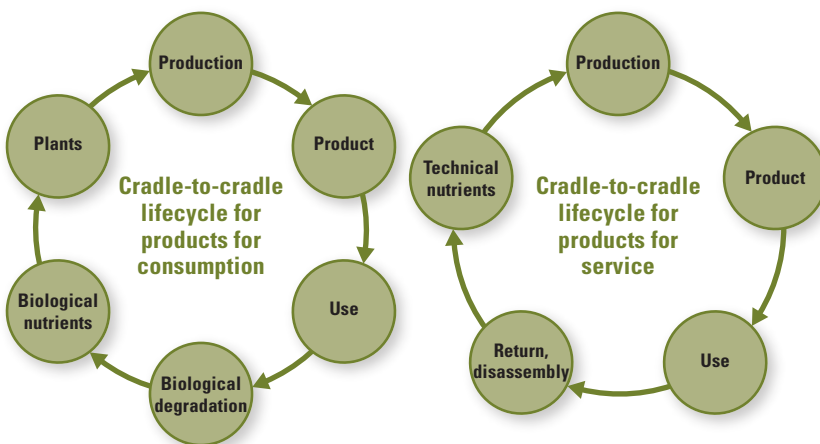 Production
Product
Use
Biological
degradation
Biological
nutrients
Plants
Cradle-to-cradle
lifecycle for
products for
consumption
Production
Product
Use
Return,
disassembly
Technical
nutrients
Cradle-to-cradle
lifecycle for
products for
service